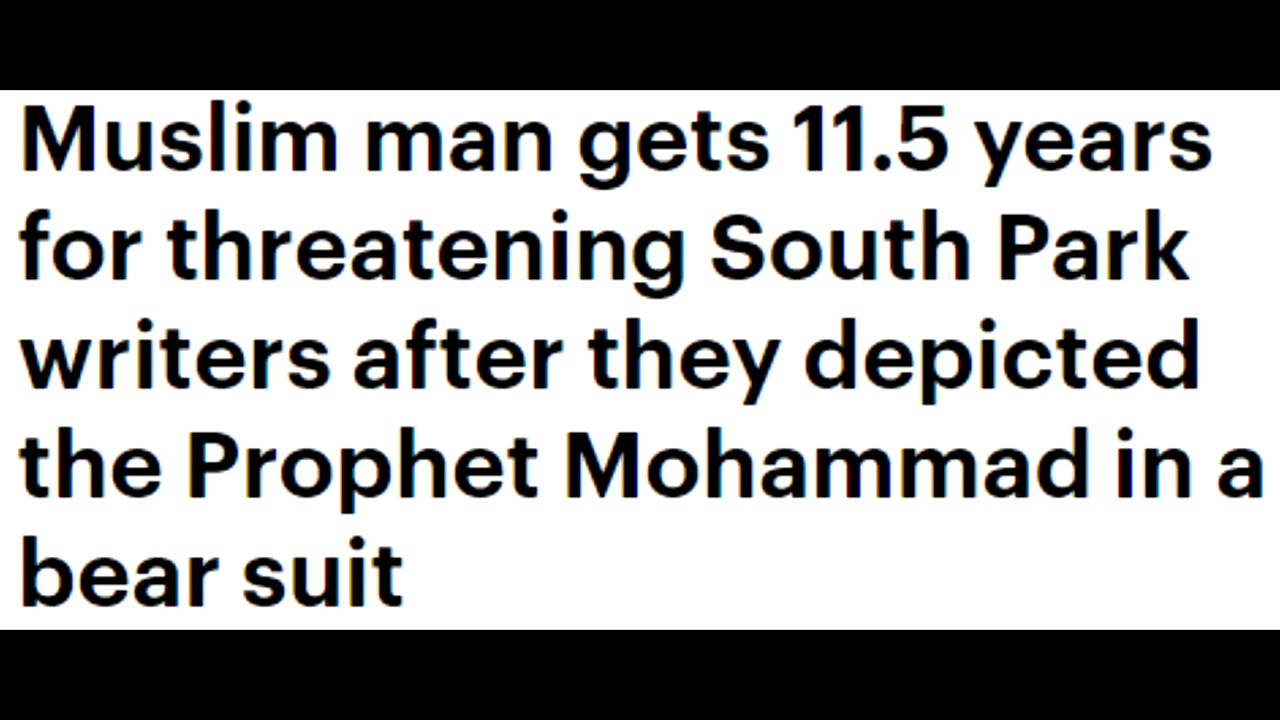 Muslim man gets 11.5 years
for threatening South Park
writers after they depicted
the Prophet Mohammad in a
bear suit